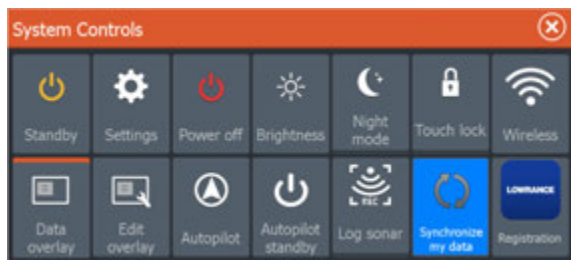 System Controls
Standby
Settings
Power off
Brightness
Night
mode
Touch lock
Wireless
Data
overlay
Edit
overlay
Autopilot
Autopilot
standby
REC
Log sonar
Synchronize
my data
LOWRANCE
Registration